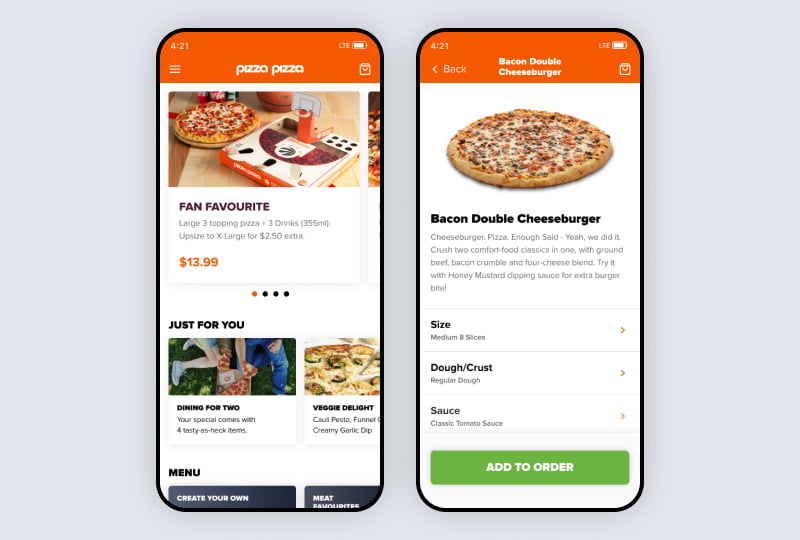 4:21
LTE
pizza pizza
pizza pizza
FAN FAVOURITE
Large 3 topping pizza + 3 Drinks (355ml).
Upsize to X-Large for $2.50 extra.
$13.99
JUST FOR YOU
DINING FOR TWO
Your special comes with
4 tasty-as-heck items.
VEGGIE DELIGHT
Cauli Pesto, Funnel
Creamy Garlic Dip
MENU
CREATE YOUR OWN
MEAT
FAVOURITES
4:21
LTE
Back
Bacon Double
Cheeseburger
Bacon Double Cheeseburger
Cheeseburger. Pizza. Enough Said - Yeah, we did it.
Crush two comfort-food classics in one, with ground
beef, bacon crumble and four-cheese blend. Try it
with Honey Mustard dipping sauce for extra burger
bite!
Size
Medium 8 Slices
Dough/Crust
Regular Dough
Sauce
Classic Tomato Sauce
ADD TO ORDER